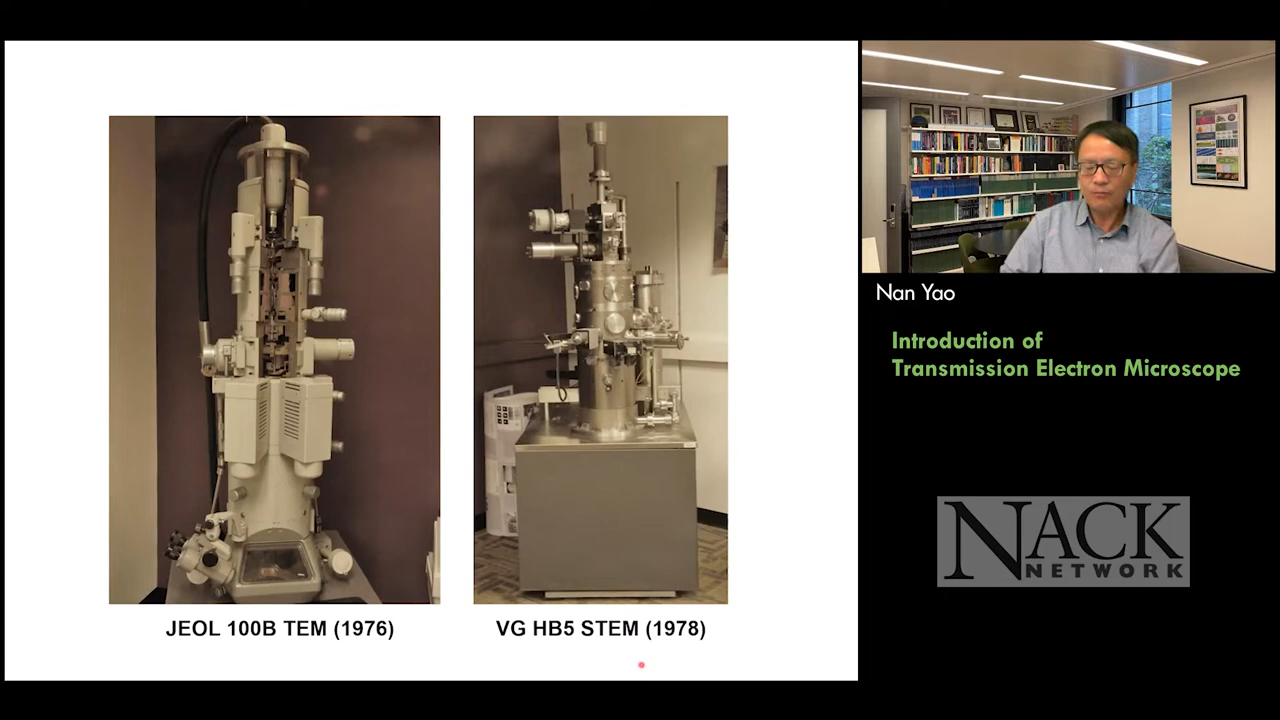 JEOL 100B TEM (1976)
VG HB5 STEM (1978)
Nan Yao
Introduction of
Transmission Electron Microscope
NACK
NETWORK